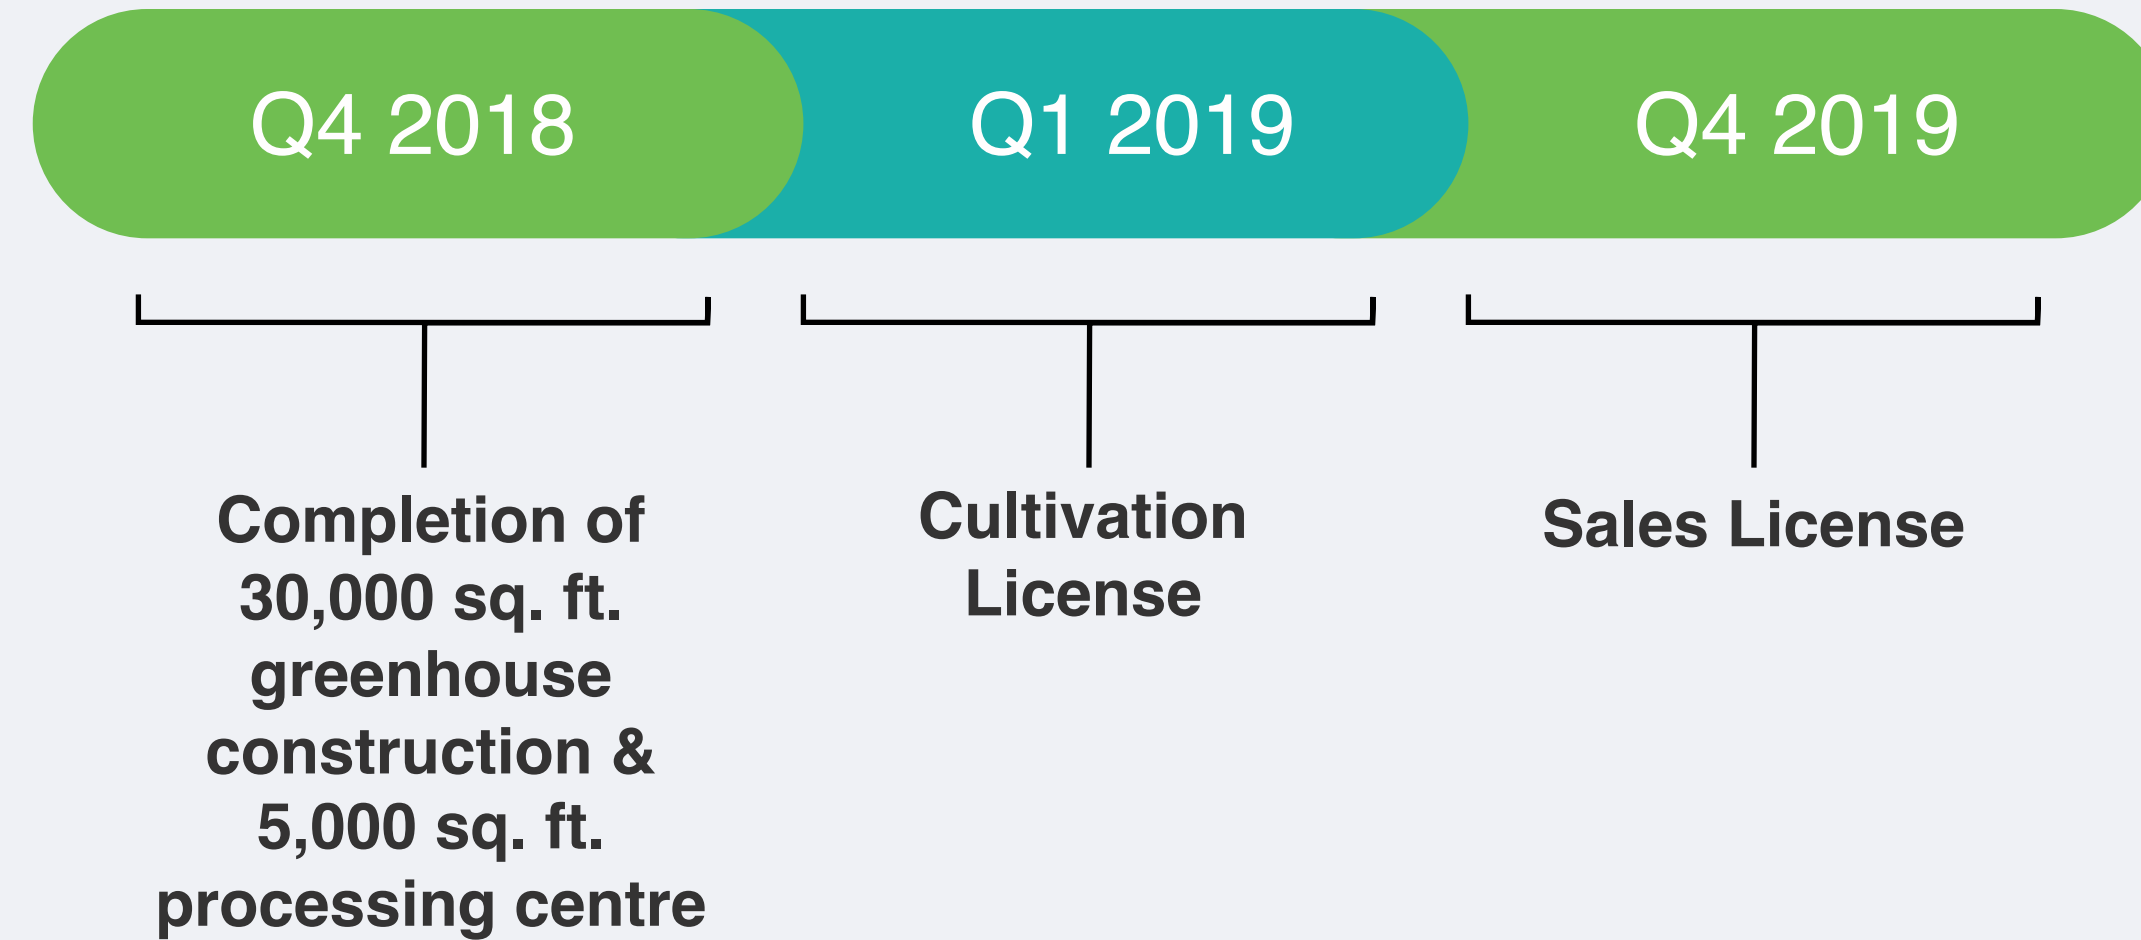 Q4 2018
Q1 2019
Q4 2019
Completion of
30,000 sq. ft.
greenhouse
construction &
5,000 sq. ft.
processing centre
Cultivation
License
Sales License